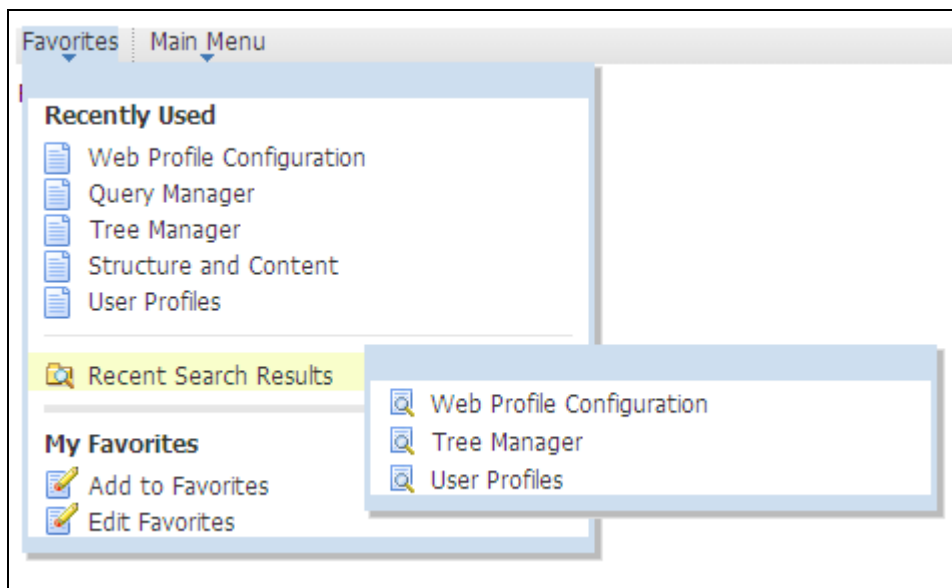 Favorites Main Menu
Recently Used
Web Profile Configuration
Query Manager
Tree Manager
Structure and Content
User Profiles
Recent Search Results
Web Profile Configuration
Tree Manager
User Profiles
My Favorites
Add to Favorites
Edit Favorites